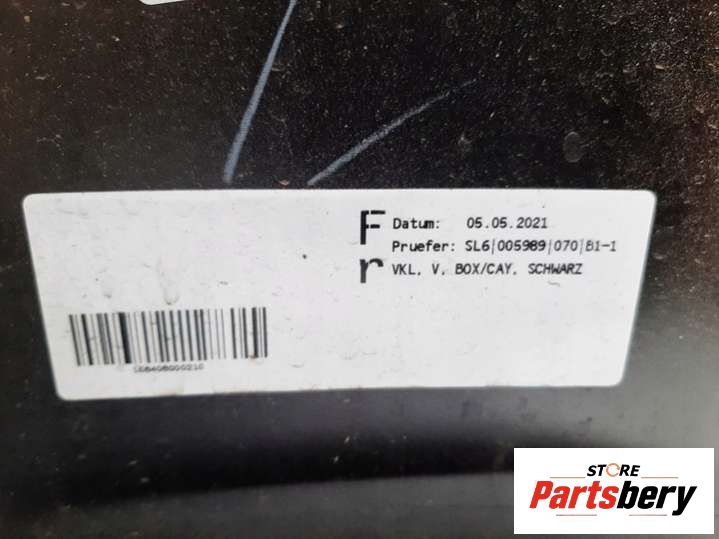 F
r
Datum: 05.05.2021
Pruefer: SL6|005989|070|B1-1
VKL. V. BOX/CAY. SCHWARZ
STORE
Partsbery